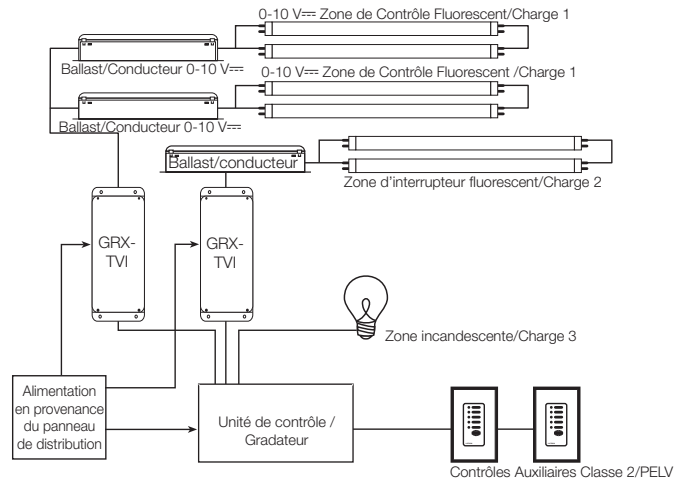 0-10 V⎓ Zone de Contrôle Fluorescent/Charge 1
Ballast/Conducteur 0-10 V⎓
0-10 V⎓ Zone de Contrôle Fluorescent /Charge 1
Ballast/Conducteur 0-10 V⎓
Ballast/conducteur
Zone d'interrupteur fluorescent/Charge 2
GRX-
TVI
GRX-
TVI
Zone incandescente/Charge 3
Alimentation
en provenance
du panneau
de distribution
Unité de contrôle /
Gradateur
Contrôles Auxiliaires Classe 2/PELV